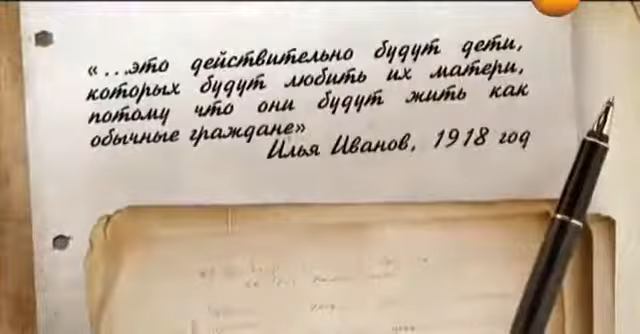 «...это действительно будут дети,
которых будут любить их матери,
потому что они будут жить как
обычные граждане»
Илья Иванов, 1918 год